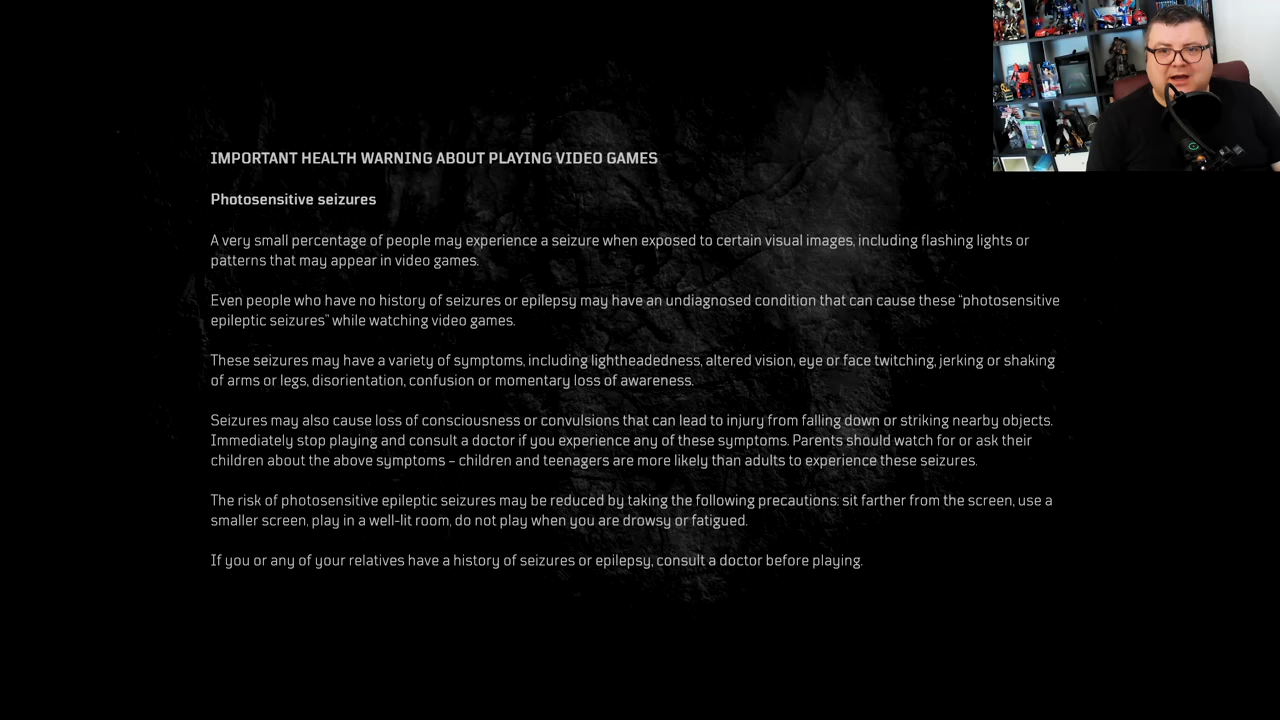 IMPORTANT HEALTH WARNING ABOUT PLAYING VIDEO GAMES
Photosensitive seizures
A very small percentage of people may experience a seizure when exposed to certain visual images, including flashing lights or
patterns that may appear in video games.
Even people who have no history of seizures or epilepsy may have an undiagnosed condition that can cause these “photosensitive
epileptic seizures” while watching video games.
These seizures may have a variety of symptoms, including lightheadedness, altered vision, eye or face twitching, jerking or shaking
of arms or legs, disorientation, confusion or momentary loss of awareness.
Seizures may also cause loss of consciousness or convulsions that can lead to injury from falling down or striking nearby objects.
Immediately stop playing and consult a doctor if you experience any of these symptoms. Parents should watch for or ask their
children about the above symptoms – children and teenagers are more likely than adults to experience these seizures.
The risk of photosensitive epileptic seizures may be reduced by taking the following precautions: sit farther from the screen, use a
smaller screen, play in a well-lit room, do not play when you are drowsy or fatigued.
If you or any of your relatives have a history of seizures or epilepsy, consult a doctor before playing.